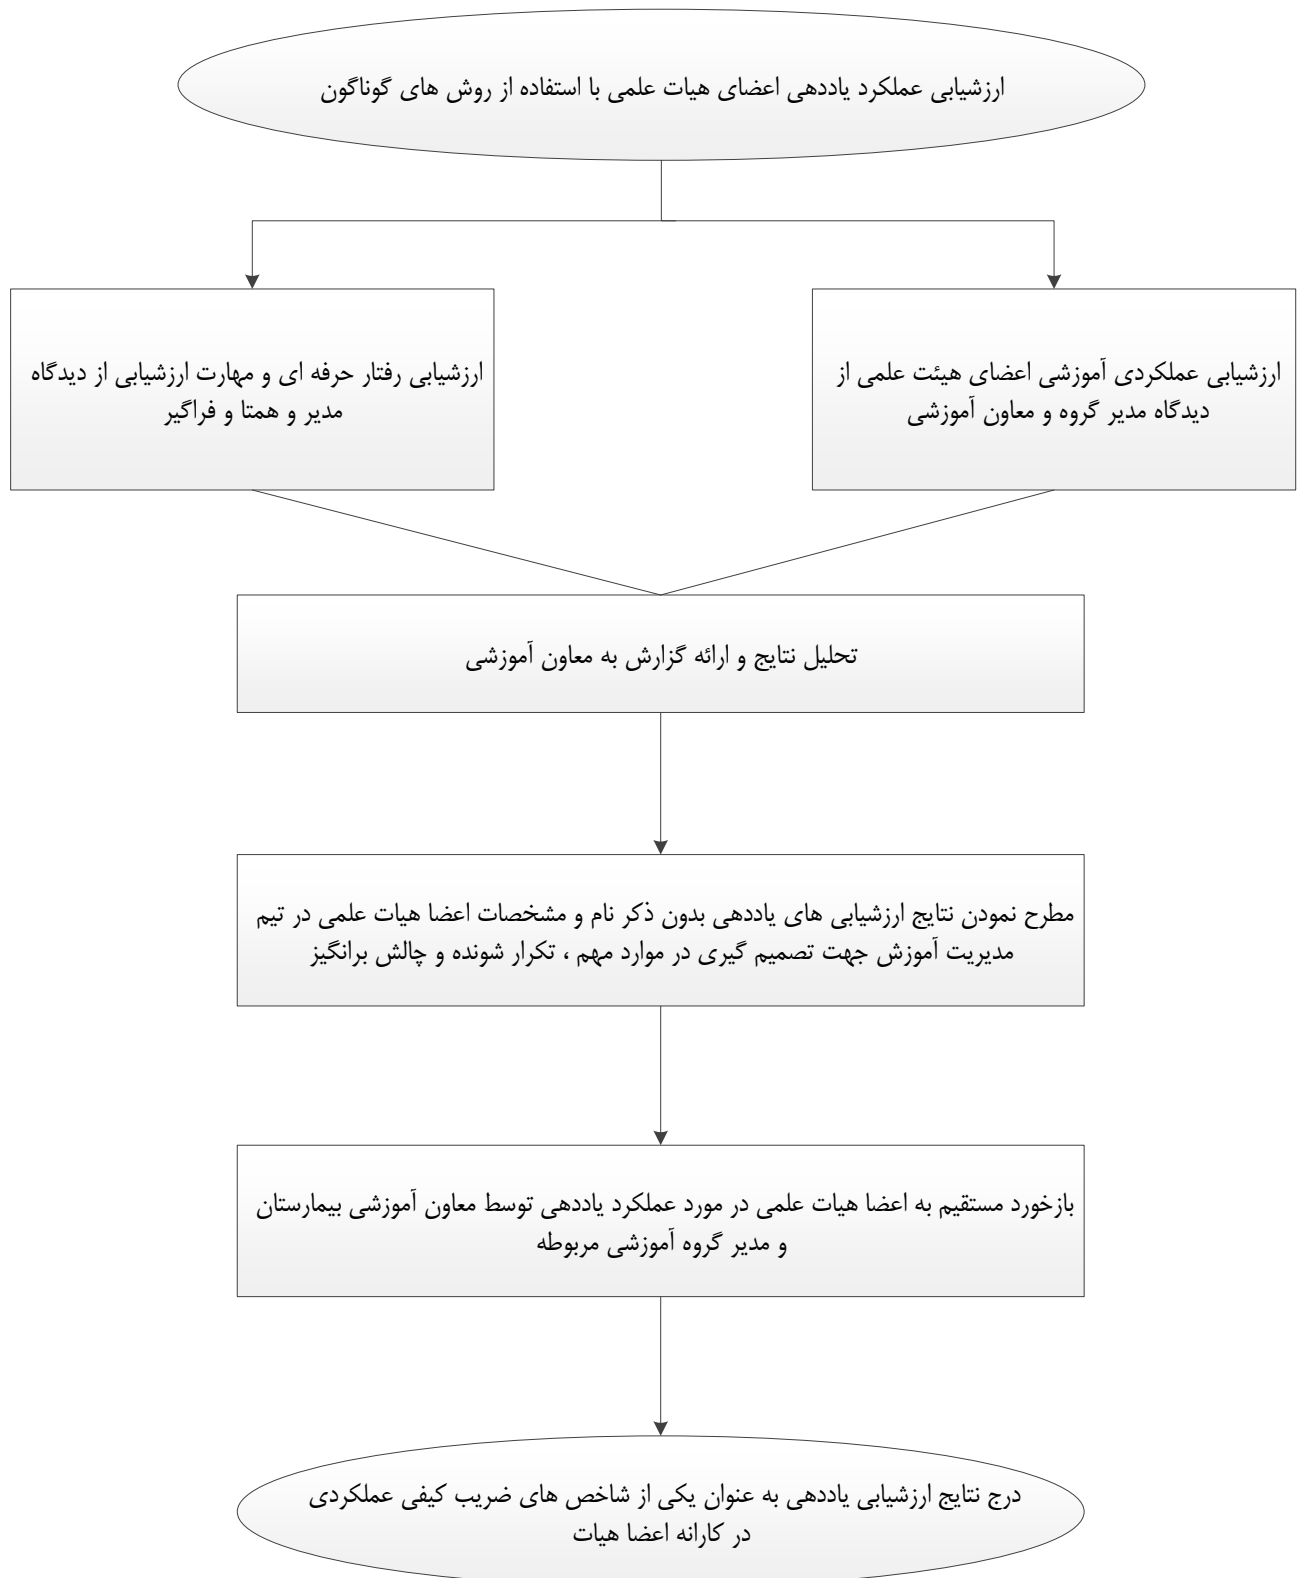 ارزشیابی عملکرد یاددهی اعضای هیات علمی با استفاده از روش های گوناگون
ارزشیابی عملکردی آموزشی اعضای هیئت علمی از
دیدگاه مدیر گروه و معاون آموزشی
ارزشیابی رفتار حرفه ای و مهارت ارزشیابی از دیدگاه
مدیر و همتا و فراگیر
تحلیل نتایج و ارائه گزارش به معاون آموزشی
مطرح نمودن نتایج ارزشیابی های یاددهی بدون ذکر نام و مشخصات اعضا هیات علمی در تیم
مدیریت آموزش جهت تصمیم گیری در موارد مهم ، تکرار شونده و چالش برانگیز
بازخورد مستقیم به اعضا هیات علمی در مورد عملکرد یاددهی توسط معاون آموزشی بیمارستان
و مدیر گروه آموزشی مربوطه
درج نتایج ارزشیابی یاددهی به عنوان یکی از شاخص های ضریب کیفی عملکردی
در کارانه اعضا هیات